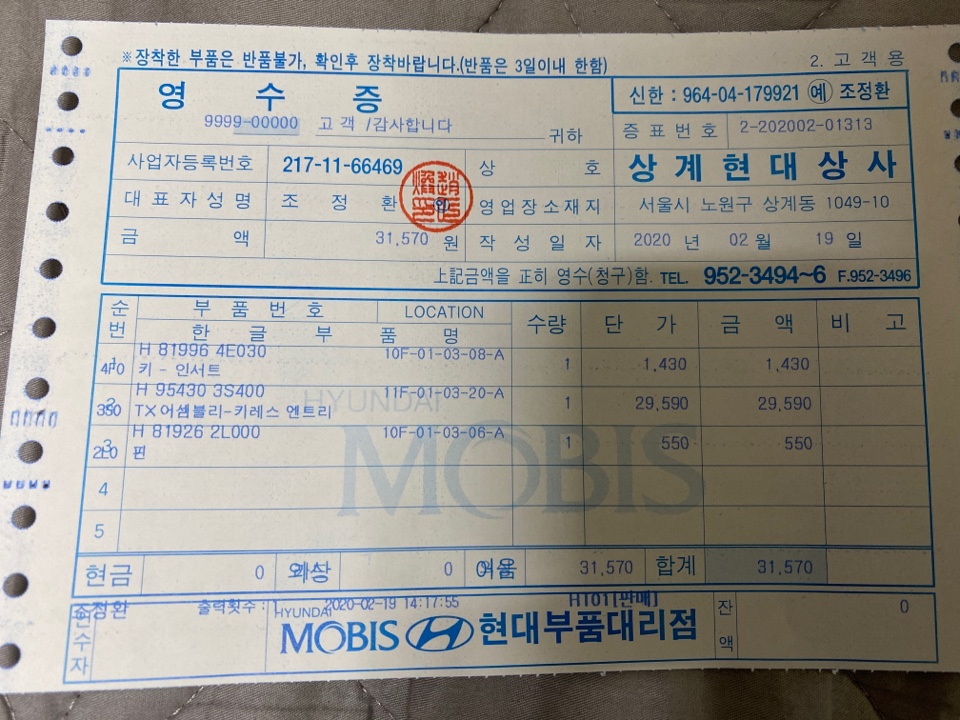 ※장착한 부품은 반품불가, 확인후 장착바랍니다.(반품은 3일이내 한함)
2. 고객용
영 수 증
신한 : 964-04-179921 예 조정환
9999-00000 고 객 /감사합니다 귀하
증 표 번 호 2-202002-01313
사업자등록번호 217-11-66469 상 호 상계현대상사
대 표 자 성 명 조 정 환 영업장소재지 서울시 노원구 상계동 1049-10
금 액 31,570 원 작 성 일 자 2020 년 02 월 19 일
上記금액을 正히 영수(청구)함. TEL. 952-3494~6 F.952-3496
순번 부 품 번 호 LOCATION 수량 단 가 금 액 비 고
한 글 부 품 명
1 H 81996 4E030 10F-01-03-08-A 1 1,430 1,430
키 - 인서트
2 H 95430 3S400 11F-01-03-20-A 1 29,590 29,590
TX어셈블리-키레스 엔트리
3 H 81926 2L000 10F-01-03-06-A 1 550 550
핀
HYUNDAI
MOBIS
4
5
현금 0 외상 0 31,570 합계 31,570
조정환 출력횟수 : 1 2020-02-19 14:17:55 HT01[판매]
인수자 HYUNDAI MOBIS 현대부품대리점 잔액 0